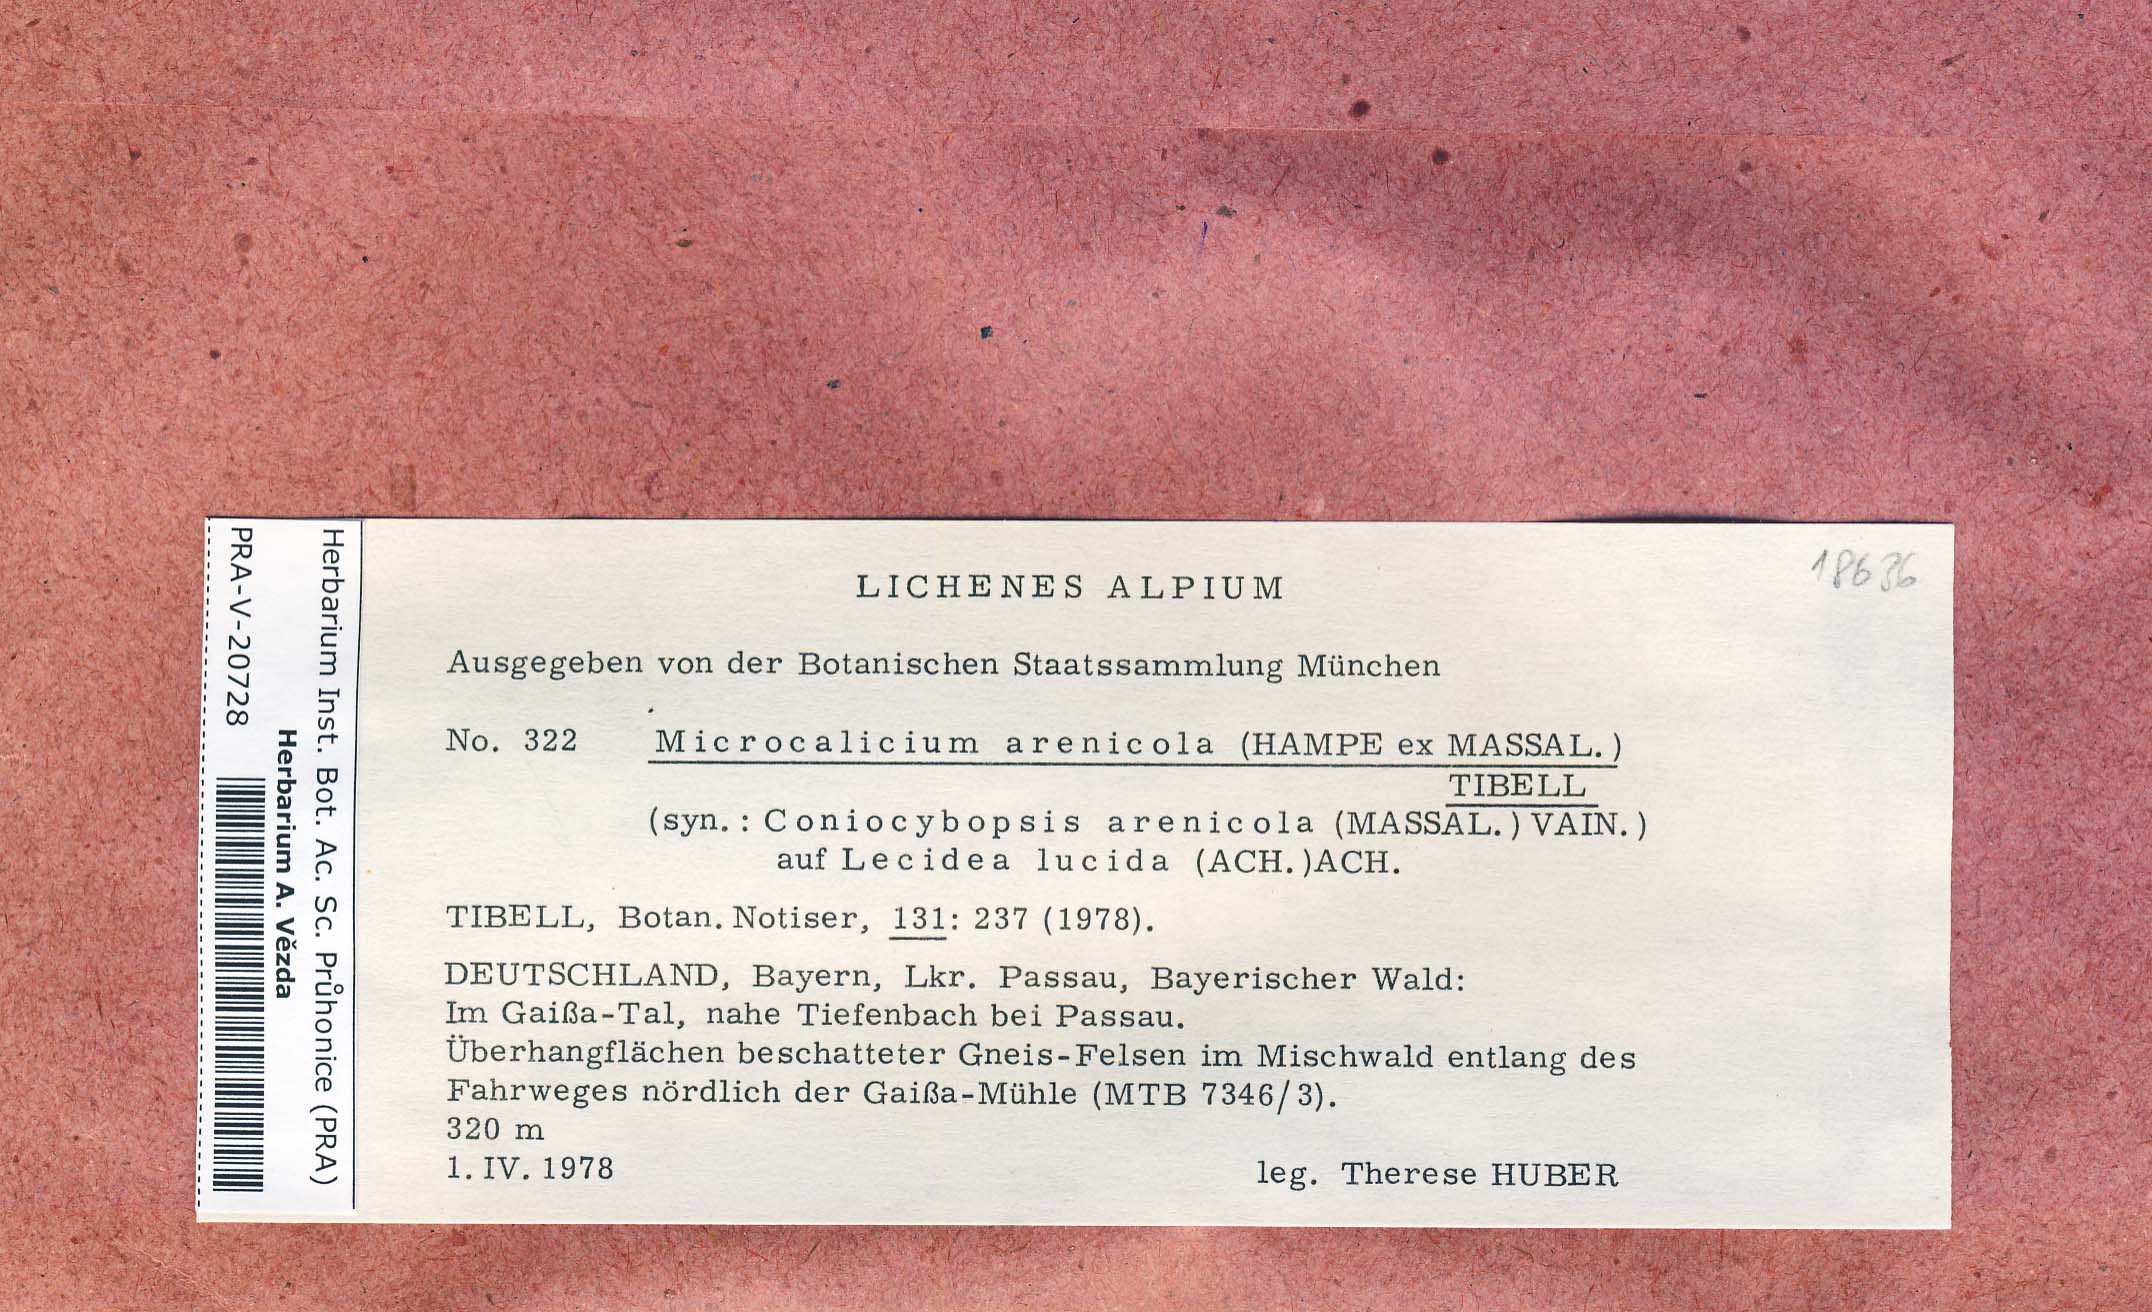 Herbarium Inst. Bot. Ac. Sc. Průhonice (PRA)
Herbarium A. Vězda
PRA-V-20728
18636
LICHENES ALPIUM
Ausgegeben von der Botanischen Staatssammlung München
No. 322 Microcalicium arenicola (HAMPE ex MASSAL.)
TIBELL
(syn.: Coniocybopsis arenicola (MASSAL.) VAIN.)
auf Lecidea lucida (ACH.)ACH.
TIBELL, Botan. Notiser, 131: 237 (1978).
DEUTSCHLAND, Bayern, Lkr. Passau, Bayerischer Wald:
Im Gaißa-Tal, nahe Tiefenbach bei Passau.
Überhangflächen beschatteter Gneis-Felsen im Mischwald entlang des
Fahrweges nördlich der Gaißa-Mühle (MTB 7346/3).
320 m
1. IV. 1978 leg. Therese HUBER